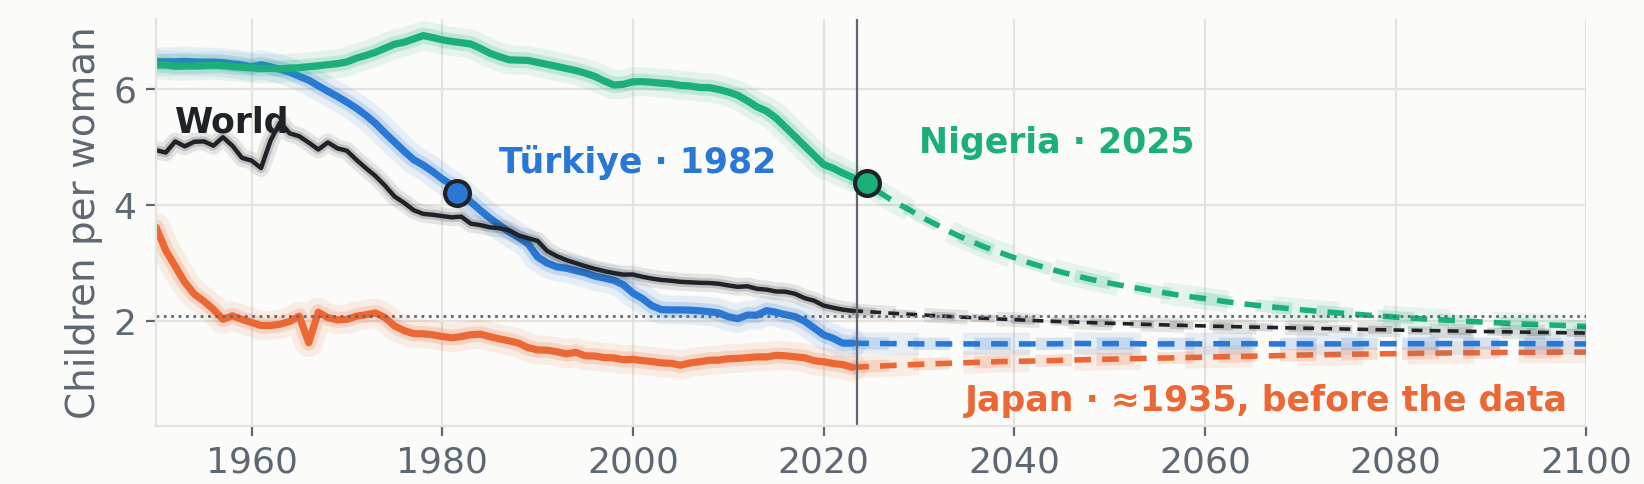 Children per woman
6
4
2
World
Türkiye · 1982
Nigeria · 2025
Japan · ≈1935, before the data
1960 1980 2000 2020 2040 2060 2080 2100